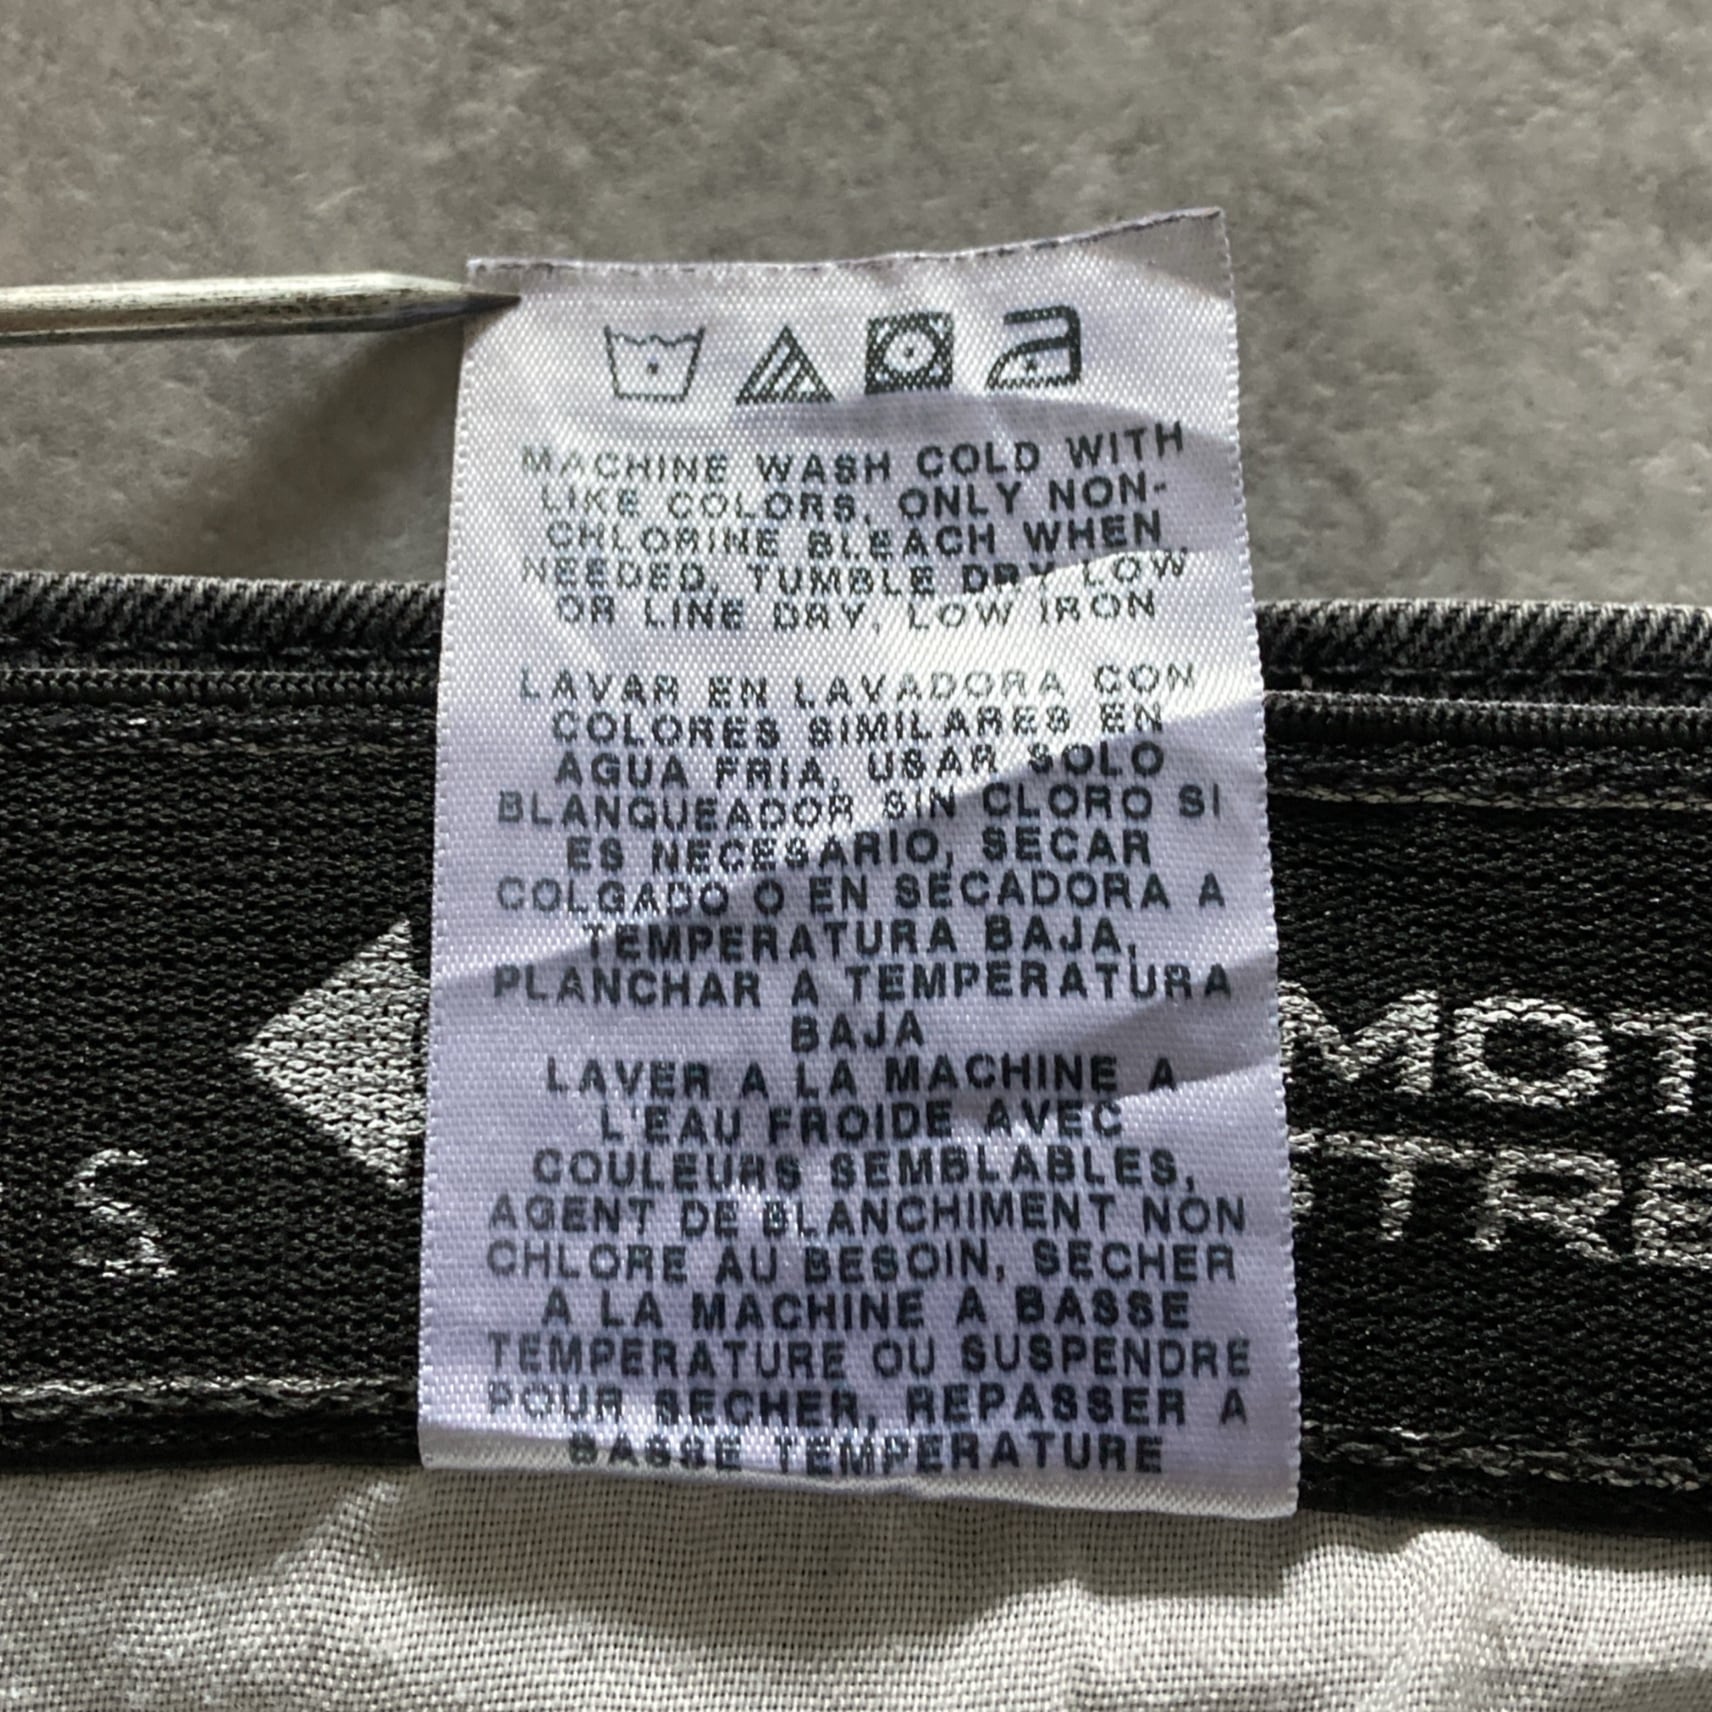 MACHINE WASH COLD WITH
LIKE COLORS, ONLY NON-
CHLORINE BLEACH WHEN
NEEDED, TUMBLE DRY LOW
OR LINE DRY, LOW IRON
LAVAR EN LAVADORA CON
COLORES SIMILARES EN
AGUA FRIA, USAR SOLO
BLANQUEADOR SIN CLORO SI
ES NECESARIO, SECAR
COLGADO O EN SECADORA A
TEMPERATURA BAJA,
PLANCHAR A TEMPERATURA
BAJA
LAVER A LA MACHINE A
L'EAU FROIDE AVEC
COULEURS SEMBLABLES,
AGENT DE BLANCHIMENT NON
CHLORE AU BESOIN, SECHER
A LA MACHINE A BASSE
TEMPERATURE OU SUSPENDRE
POUR SECHER, REPASSER A
BASSE TEMPERATURE
S
MOT
TRE